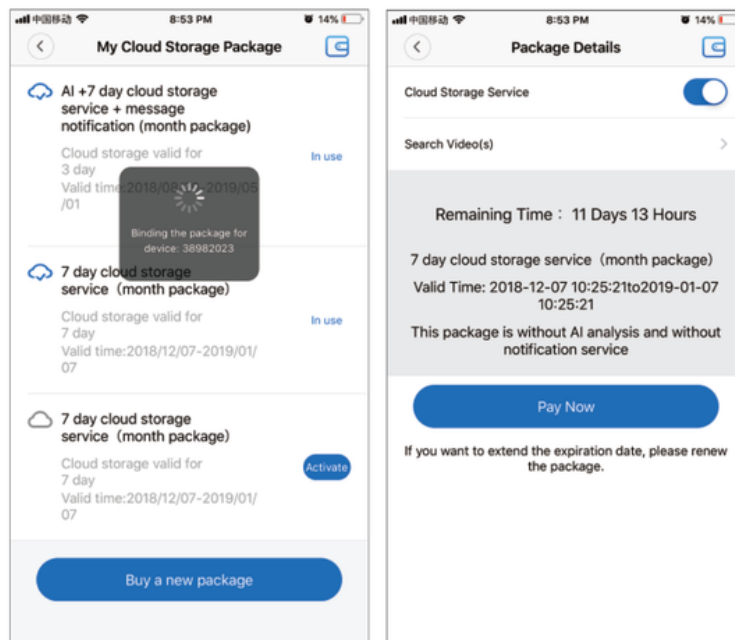 中国移动 8:53 PM 14%
My Cloud Storage Package
AI +7 day cloud storage
service + message
notification (month package)
Cloud storage valid for
3 day
In use
Valid time:2018/08/ -2019/05
/01
Binding the package for
device: 38982023
7 day cloud storage
service（month package)
Cloud storage valid for
7 day
In use
Valid time:2018/12/07-2019/01/
07
7 day cloud storage
service（month package)
Cloud storage valid for
7 day
Activate
Valid time:2018/12/07-2019/01/
07
Buy a new package
中国移动 8:53 PM 14%
Package Details
Cloud Storage Service
Search Video(s)
Remaining Time： 11 Days 13 Hours
7 day cloud storage service（month package)
Valid Time: 2018-12-07 10:25:21to2019-01-07
10:25:21
This package is without AI analysis and without
notification service
Pay Now
If you want to extend the expiration date, please renew
the package.